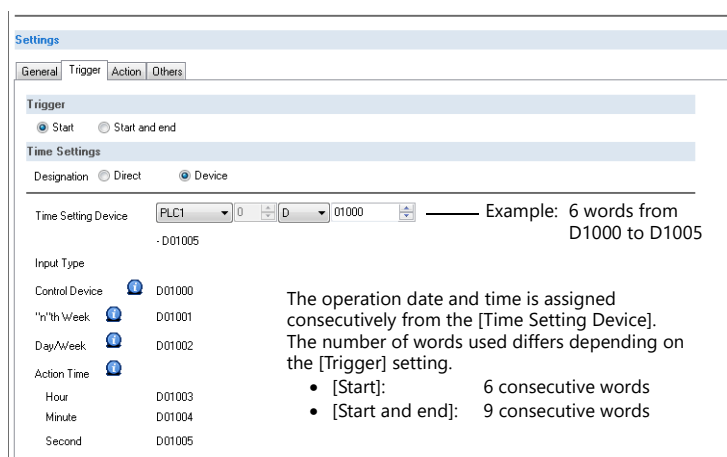 Settings
General Trigger Action Others
Trigger
Start Start and end
Time Settings
Designation Direct Device
Time Setting Device PLC1 0 D 01000 Example: 6 words from
D1000 to D1005
- D01005
Input Type
Control Device D01000
"n"th Week D01001
Day/Week D01002
Action Time
Hour D01003
Minute D01004
Second D01005
The operation date and time is assigned
consecutively from the [Time Setting Device].
The number of words used differs depending on
the [Trigger] setting.
• [Start]: 6 consecutive words
• [Start and end]: 9 consecutive words